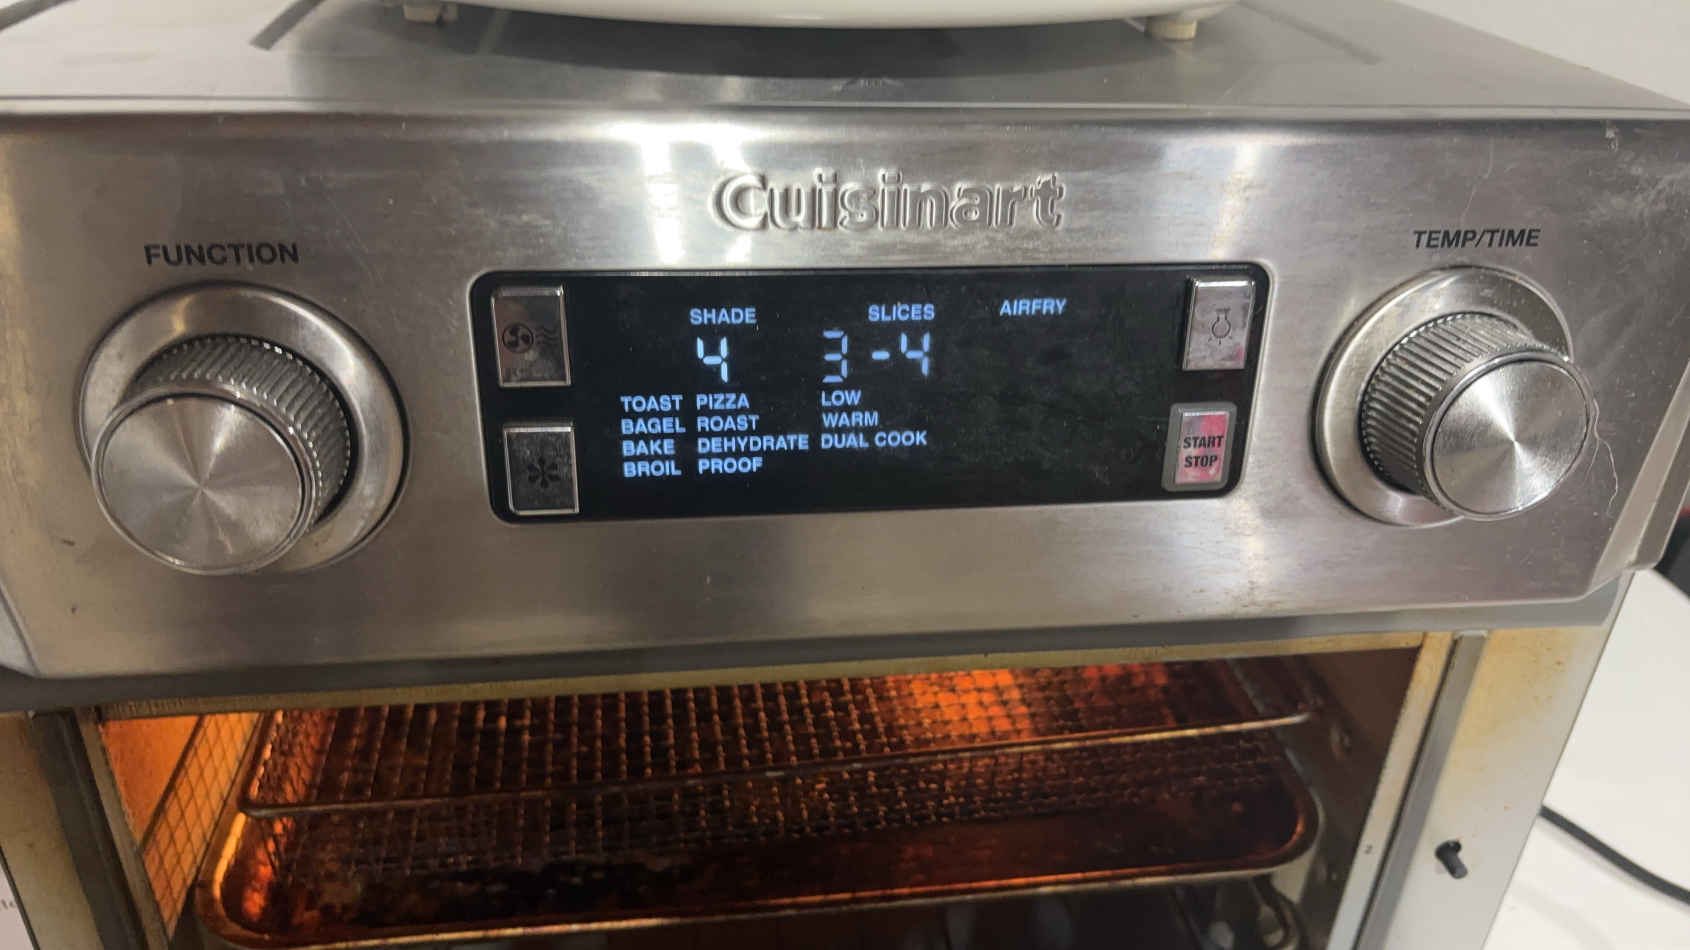 Cuisinart
FUNCTION
TEMP/TIME
SHADE SLICES AIRFRY
4 3-4
TOAST PIZZA LOW
BAGEL ROAST WARM
BAKE DEHYDRATE DUAL COOK
BROIL PROOF
START
STOP
2